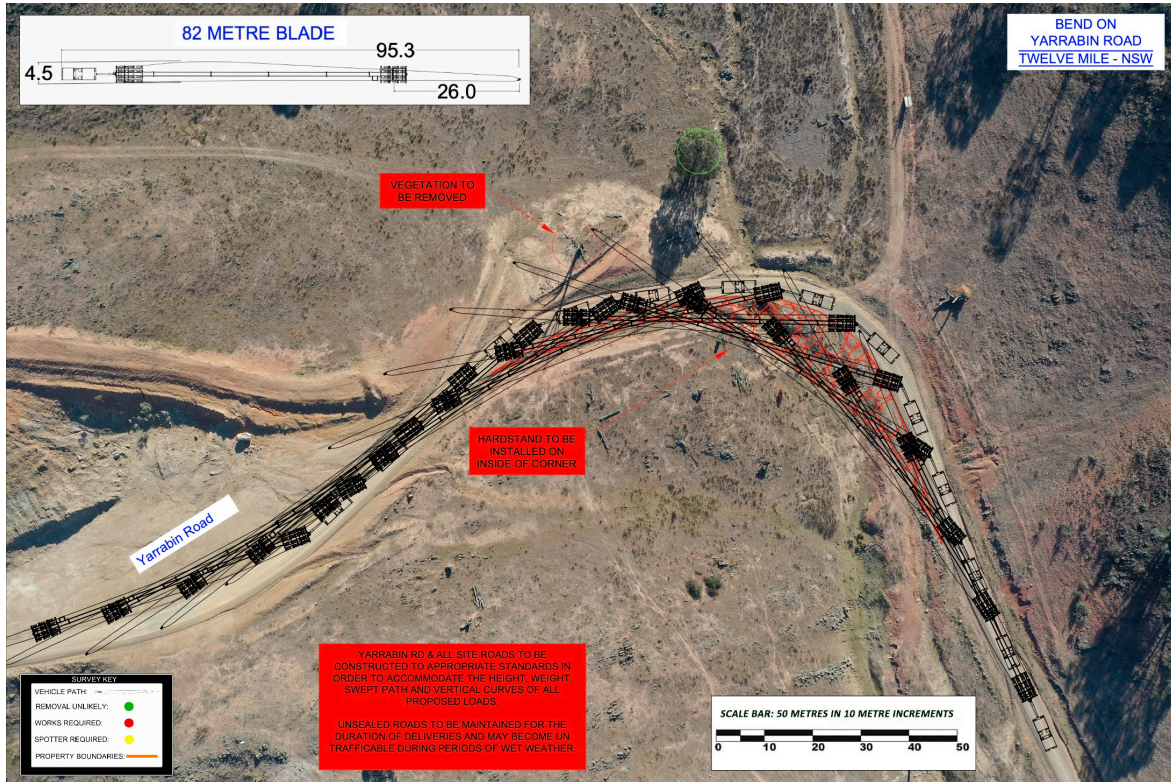 82 METRE BLADE
95.3
4.5
26.0
BEND ON
YARRABIN ROAD
TWELVE MILE - NSW
VEGETATION TO
BE REMOVED
HARDSTAND TO BE
INSTALLED ON
INSIDE OF CORNER
Yarrabin Road
YARRABIN RD & ALL SITE ROADS TO BE
CONSTRUCTED TO APPROPRIATE STANDARDS IN
ORDER TO ACCOMMODATE THE HEIGHT, WEIGHT,
SWEPT PATH AND VERTICAL CURVES OF ALL
PROPOSED LOADS.
UNSEALED ROADS TO BE MAINTAINED FOR THE
DURATION OF DELIVERIES AND MAY BECOME UN
TRAFFICABLE DURING PERIODS OF WET WEATHER
SURVEY KEY
VEHICLE PATH:
REMOVAL UNLIKELY:
WORKS REQUIRED:
SPOTTER REQUIRED:
PROPERTY BOUNDARIES:
SCALE BAR: 50 METRES IN 10 METRE INCREMENTS
0 10 20 30 40 50